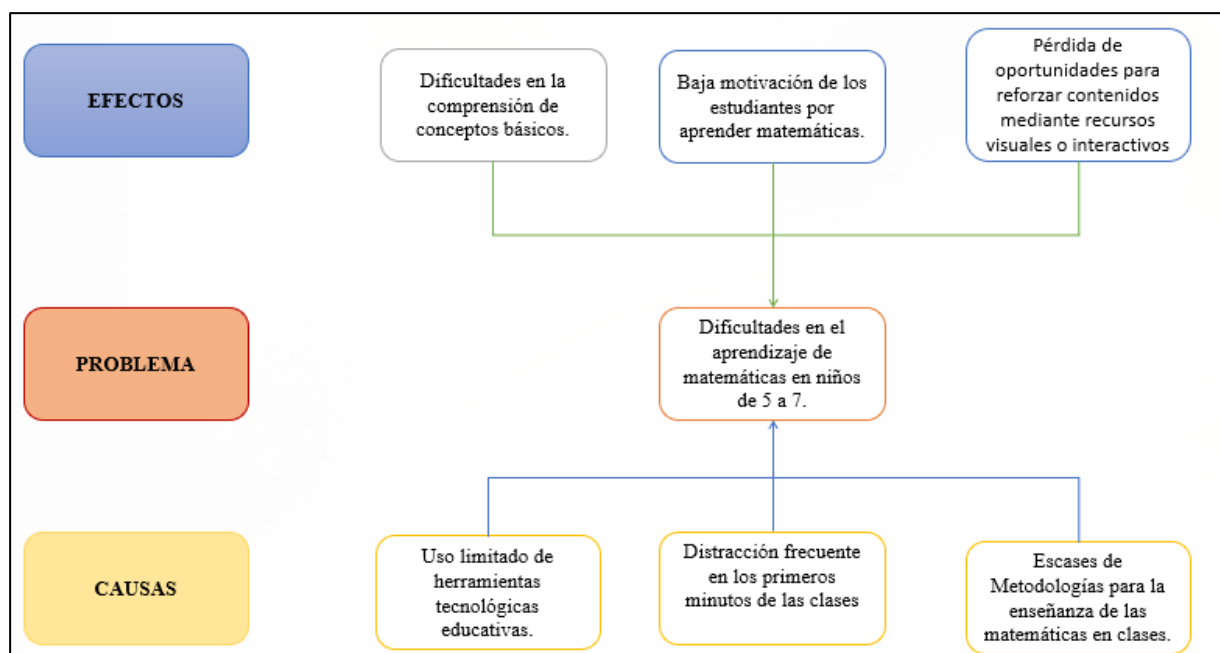 EFECTOS
Dificultades en la
comprensión de
conceptos básicos.
Baja motivación de los
estudiantes por
aprender matemáticas.
Pérdida de
oportunidades para
reforzar contenidos
mediante recursos
visuales o interactivos
PROBLEMA
Dificultades en el
aprendizaje de
matemáticas en niños
de 5 a 7.
CAUSAS
Uso limitado de
herramientas
tecnológicas
educativas.
Distracción frecuente
en los primeros
minutos de las clases
Escases de
Metodologías para la
enseñanza de las
matemáticas en clases.